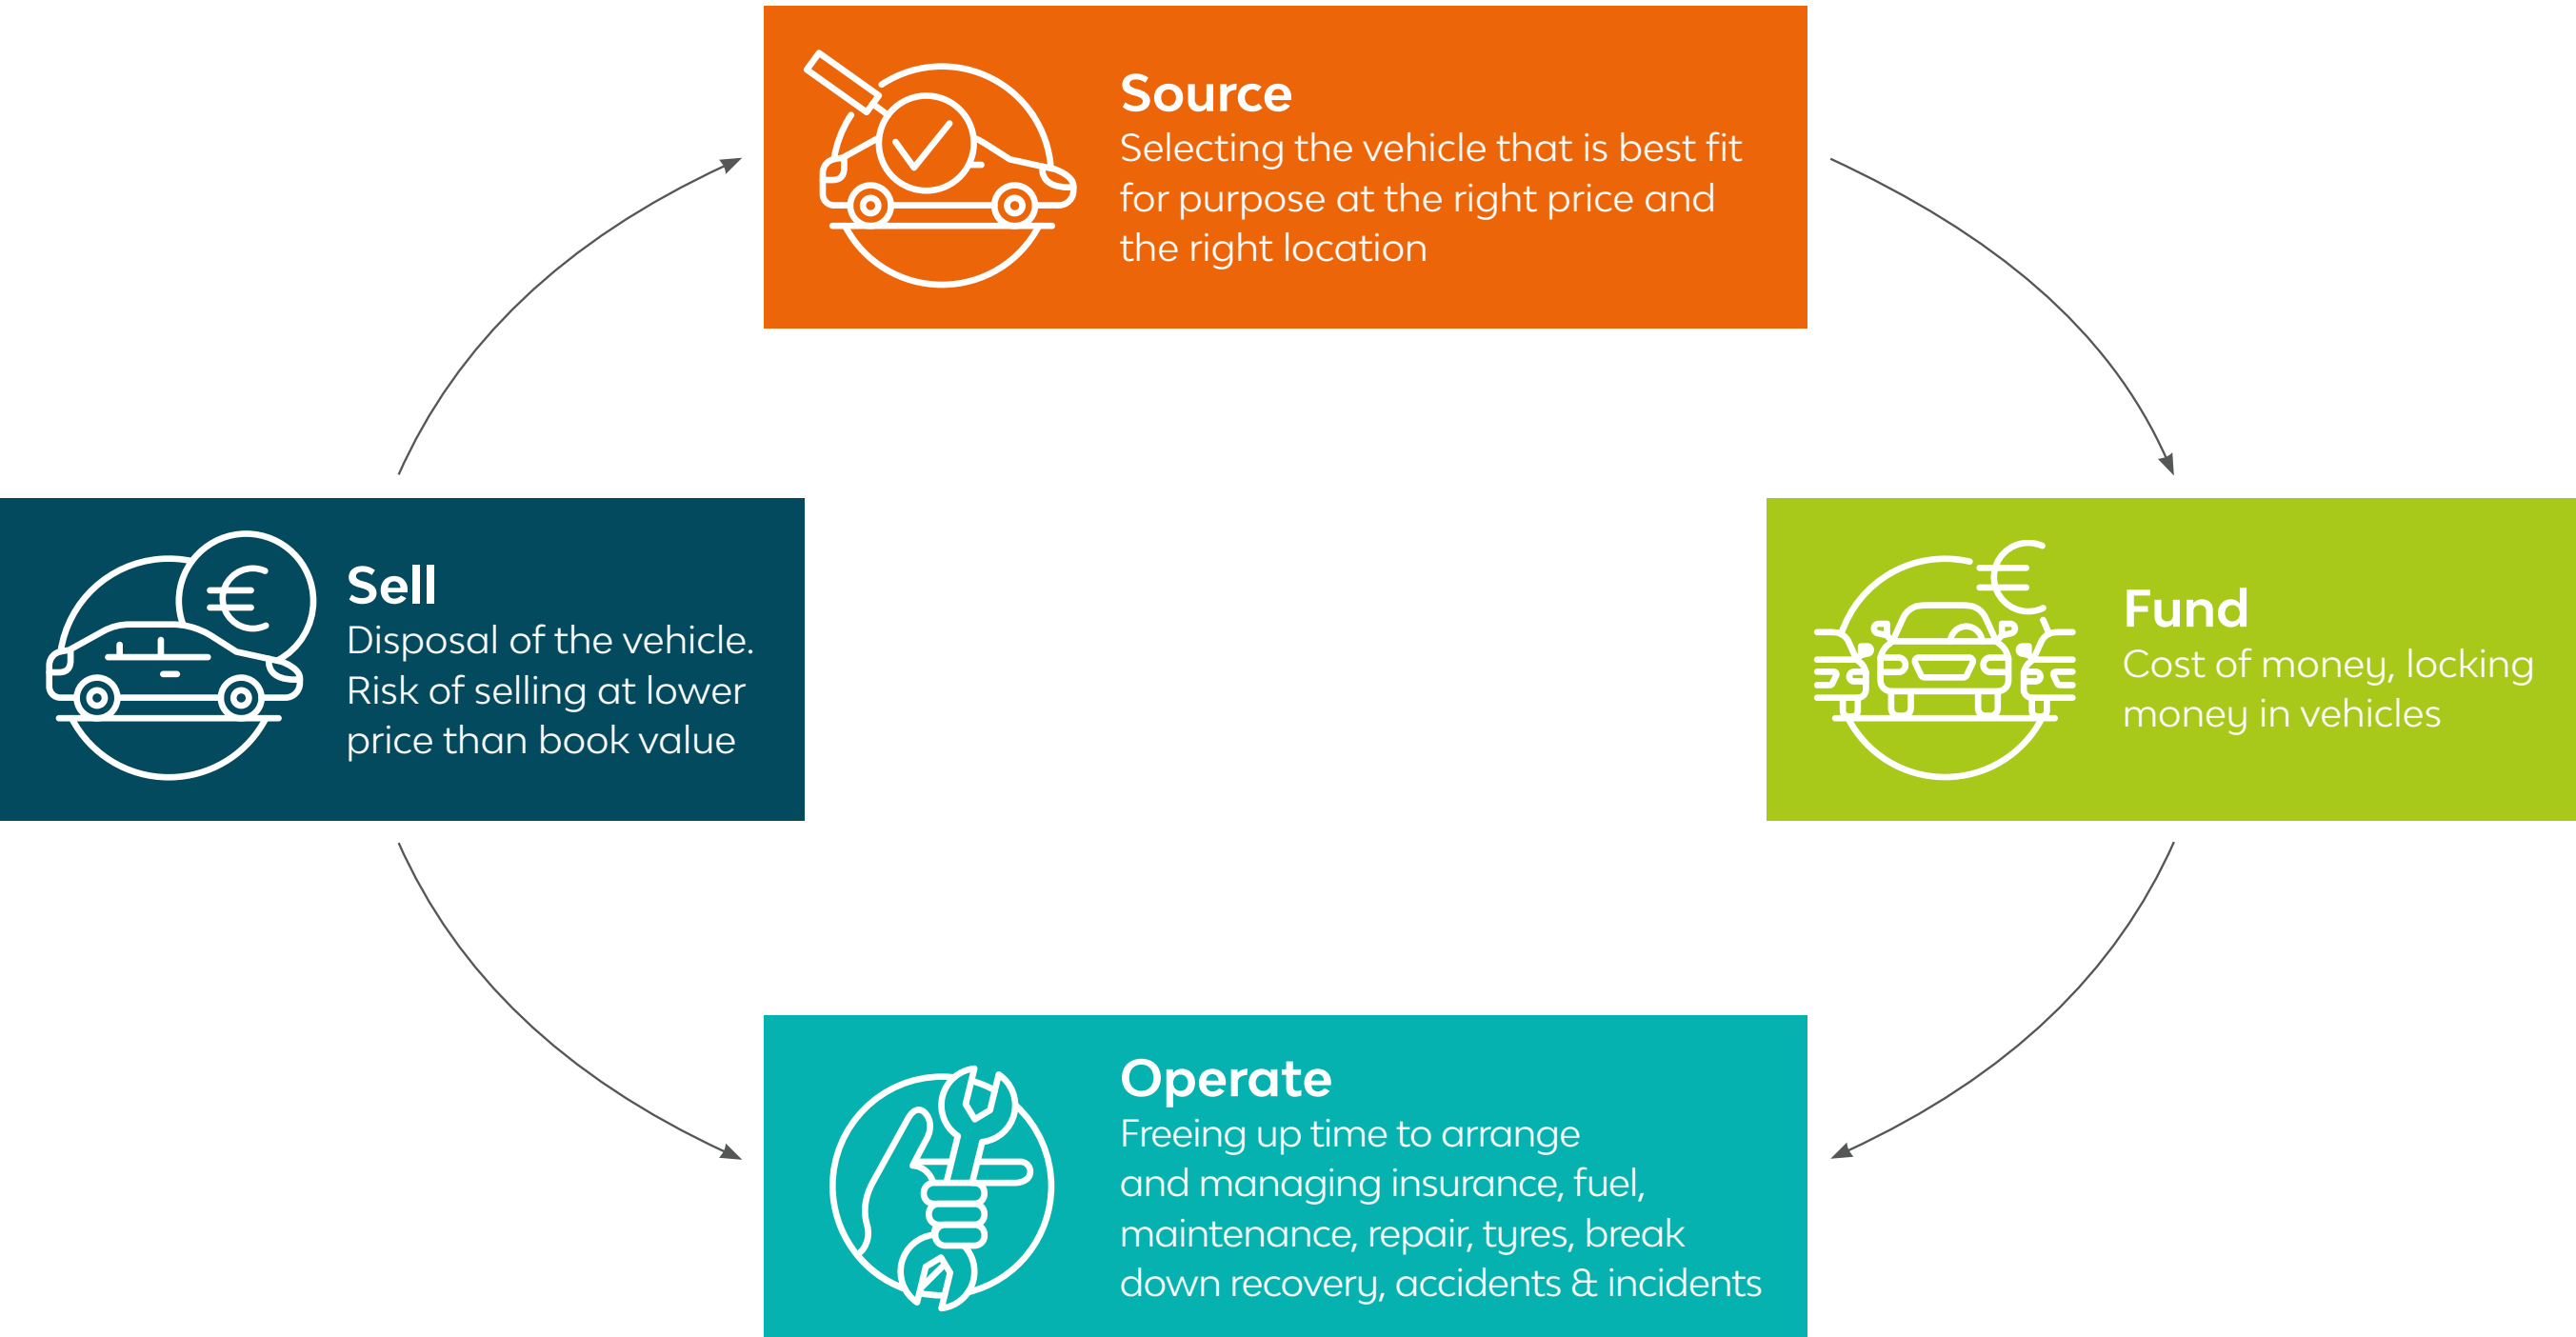 Source
Selecting the vehicle that is best fit
for purpose at the right price and
the right location
Sell
Disposal of the vehicle.
Risk of selling at lower
price than book value
€
€
Fund
Cost of money, locking
money in vehicles
Operate
Freeing up time to arrange
and managing insurance, fuel,
maintenance, repair, tyres, break
down recovery, accidents & incidents